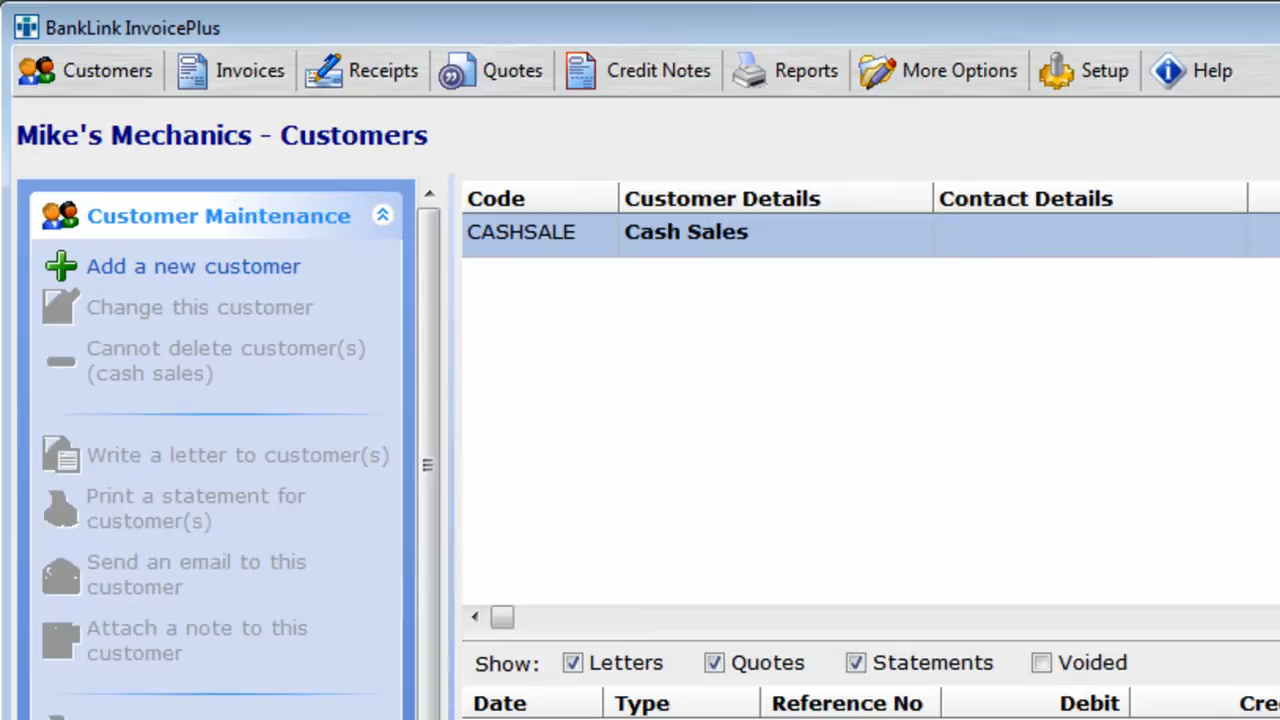 BankLink InvoicePlus
Customers Invoices Receipts Quotes Credit Notes Reports More Options Setup Help
Mike's Mechanics - Customers
Customer Maintenance
Add a new customer
Change this customer
Cannot delete customer(s)
(cash sales)
Write a letter to customer(s)
Print a statement for
customer(s)
Send an email to this
customer
Attach a note to this
customer
Code Customer Details Contact Details
CASHSALE Cash Sales
Show: Letters Quotes Statements Voided
Date Type Reference No Debit